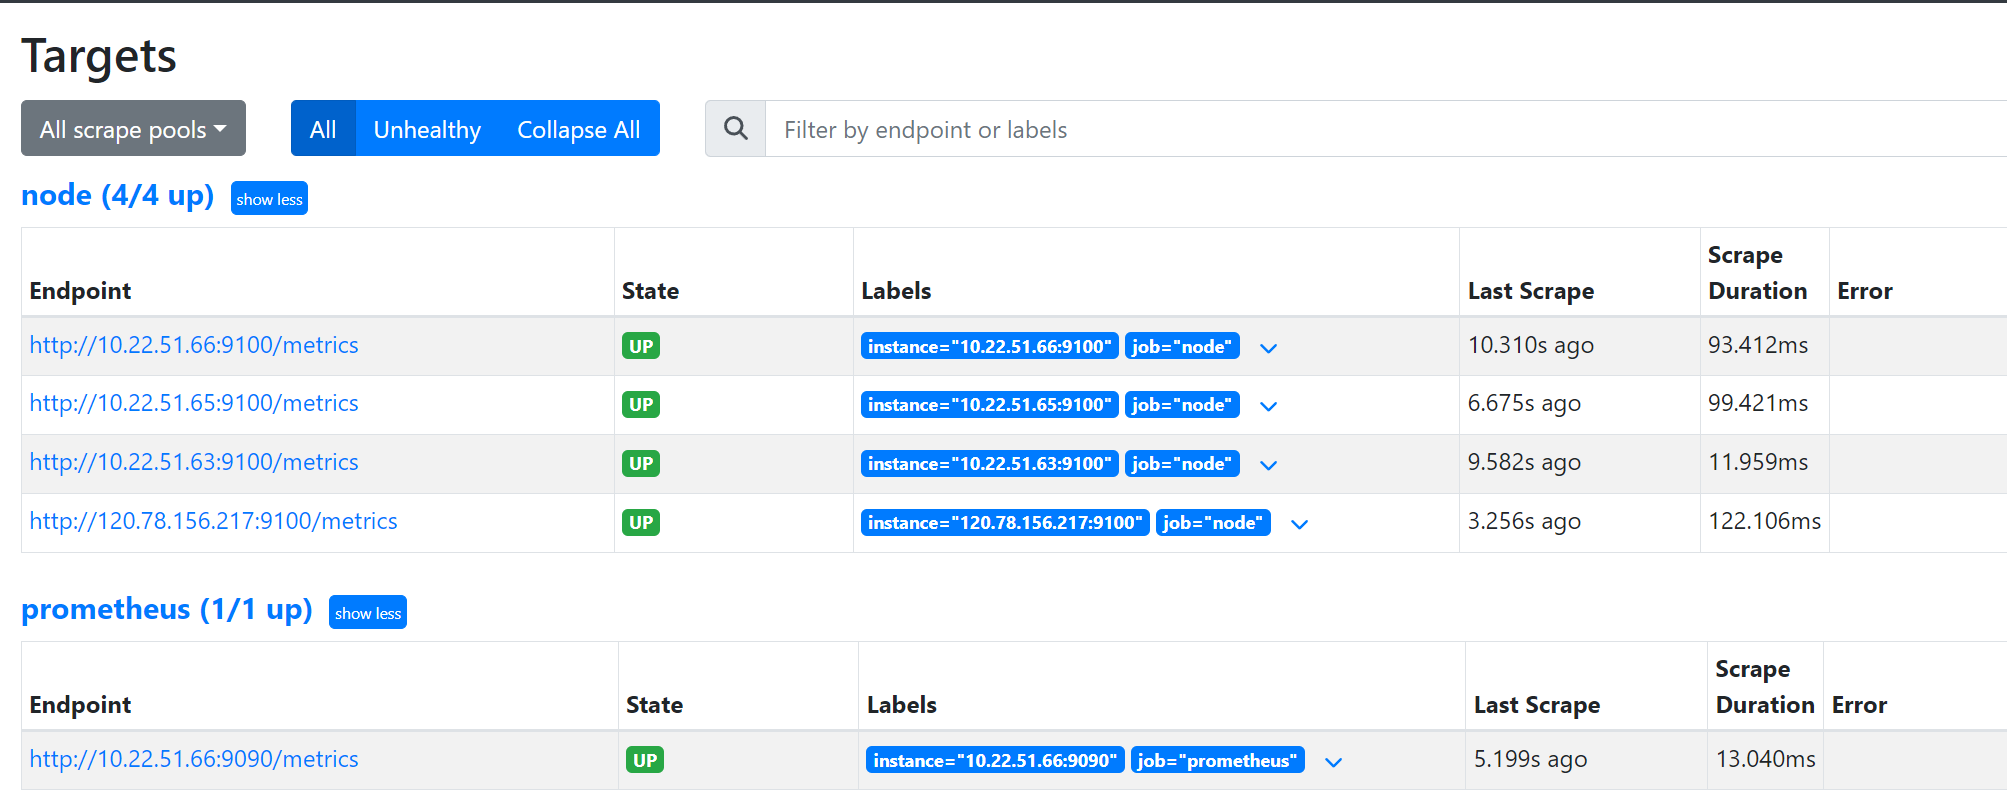 Targets
All scrape pools All Unhealthy Collapse All Filter by endpoint or labels
node (4/4 up) show less
Endpoint State Labels Last Scrape Scrape Duration Error
http://10.22.51.66:9100/metrics UP instance="10.22.51.66:9100" job="node" 10.310s ago 93.412ms
http://10.22.51.65:9100/metrics UP instance="10.22.51.65:9100" job="node" 6.675s ago 99.421ms
http://10.22.51.63:9100/metrics UP instance="10.22.51.63:9100" job="node" 9.582s ago 11.959ms
http://120.78.156.217:9100/metrics UP instance="120.78.156.217:9100" job="node" 3.256s ago 122.106ms
prometheus (1/1 up) show less
Endpoint State Labels Last Scrape Scrape Duration Error
http://10.22.51.66:9090/metrics UP instance="10.22.51.66:9090" job="prometheus" 5.199s ago 13.040ms